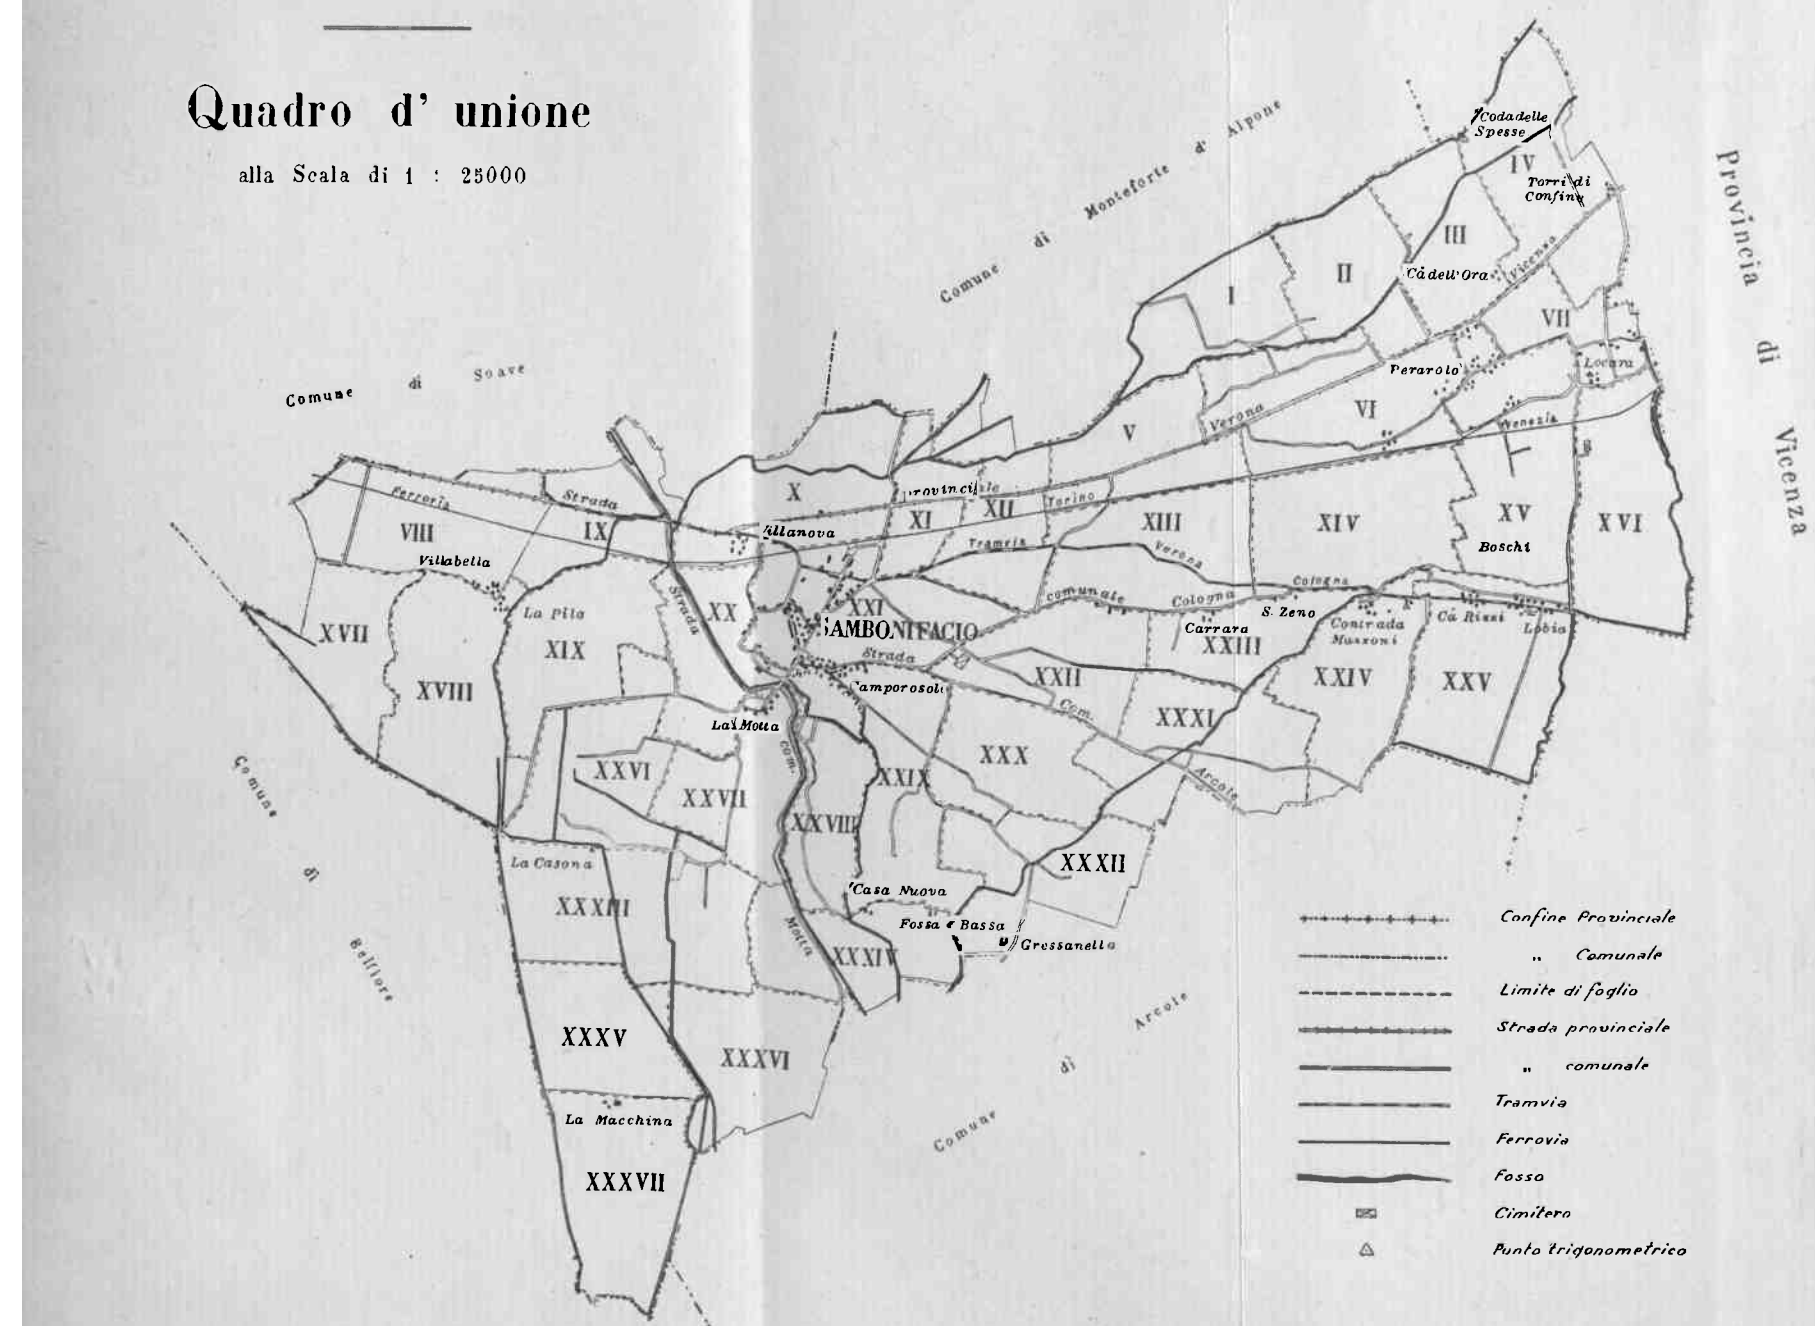 Quadro d' unione
alla Scala di 1 : 25000
Comune di Monteforte d' Alpone
Provincia di Vicenza
Comune di Soave
Codadelle
Spesse
IV
Torri di
Confine
III
II
Cà dell'Ora
Vicenza
I
VII
Perarolo
Locara
VI
V
Verona
Venezia
Ferrovia
Strada
X
Provinciale
XI
XII
Torino
XIII
XIV
XV
XVI
VIII
IX
Villanova
Tramvia
Verona
Boschi
Villabella
Cologna
comunale
Cologna
S. Zeno
XVII
La Pila
Strada
XX
XXI
SAMBONIFACIO
Carrara
Contrada
Mussoni
Cà Rissi
Lobia
XIX
Strada
XXIII
XVIII
Camporosolo
XXII
XXIV
XXV
La Motta
Com.
XXXI
com.
XXVI
XXVII
XXIX
XXX
Arcole
XXVIII
Comune di Belfiore
La Casona
XXXII
XXXIII
Casa Nuova
Fossa Bassa
Gressanella
Motta
XXXIV
XXXV
XXXVI
Comune di Arcole
La Macchina
XXXVII
Confine Provinciale
" Comunale
Limite di foglio
Strada provinciale
" comunale
Tramvia
Ferrovia
Fosso
Cimitero
Punto trigonometrico